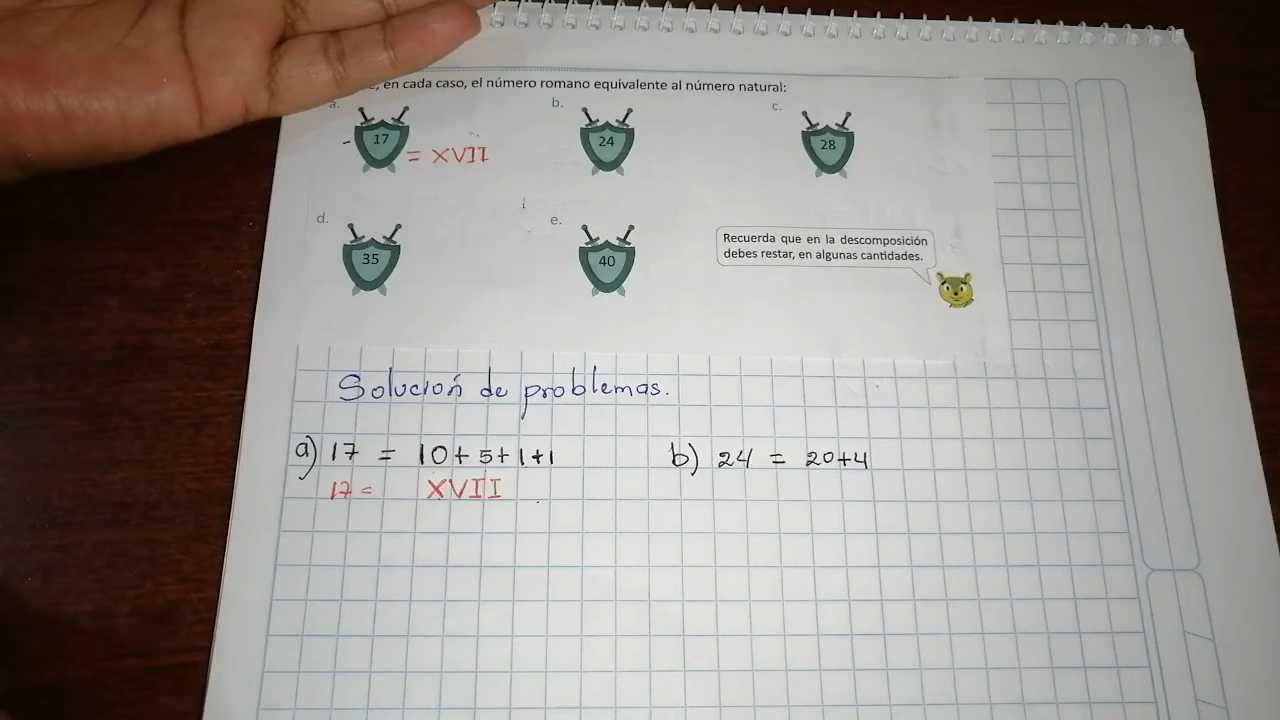 , en cada caso, el número romano equivalente al número natural:
a. b. c.
17 = XVII 24 28
d. e.
35 40
Recuerda que en la descomposición
debes restar, en algunas cantidades.
Solución de problemas.
a) 17 = 10+5+1+1 b) 24 = 20+4
17 = XVII